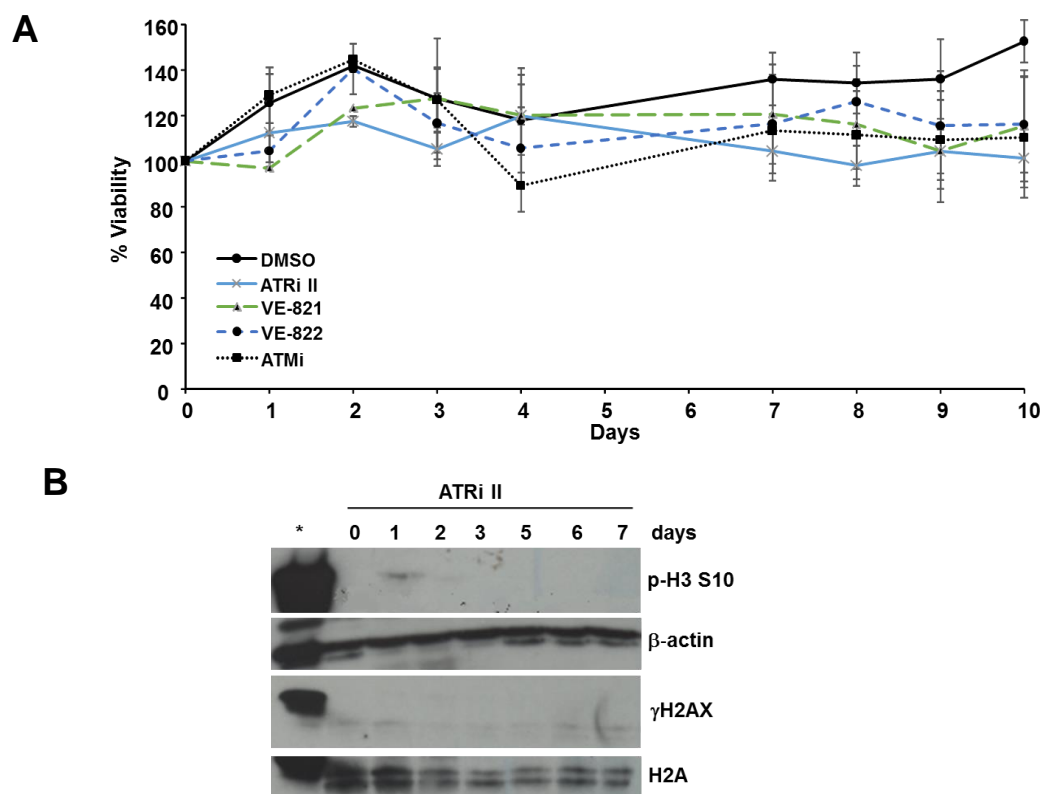 A
160
140
120
100
80
60
40
20
0
% Viability
DMSO
ATRi II
VE-821
VE-822
ATMi
0 1 2 3 4 5 6 7 8 9 10
Days
B
ATRi II
* 0 1 2 3 5 6 7 days
p-H3 S10
β-actin
γH2AX
H2A